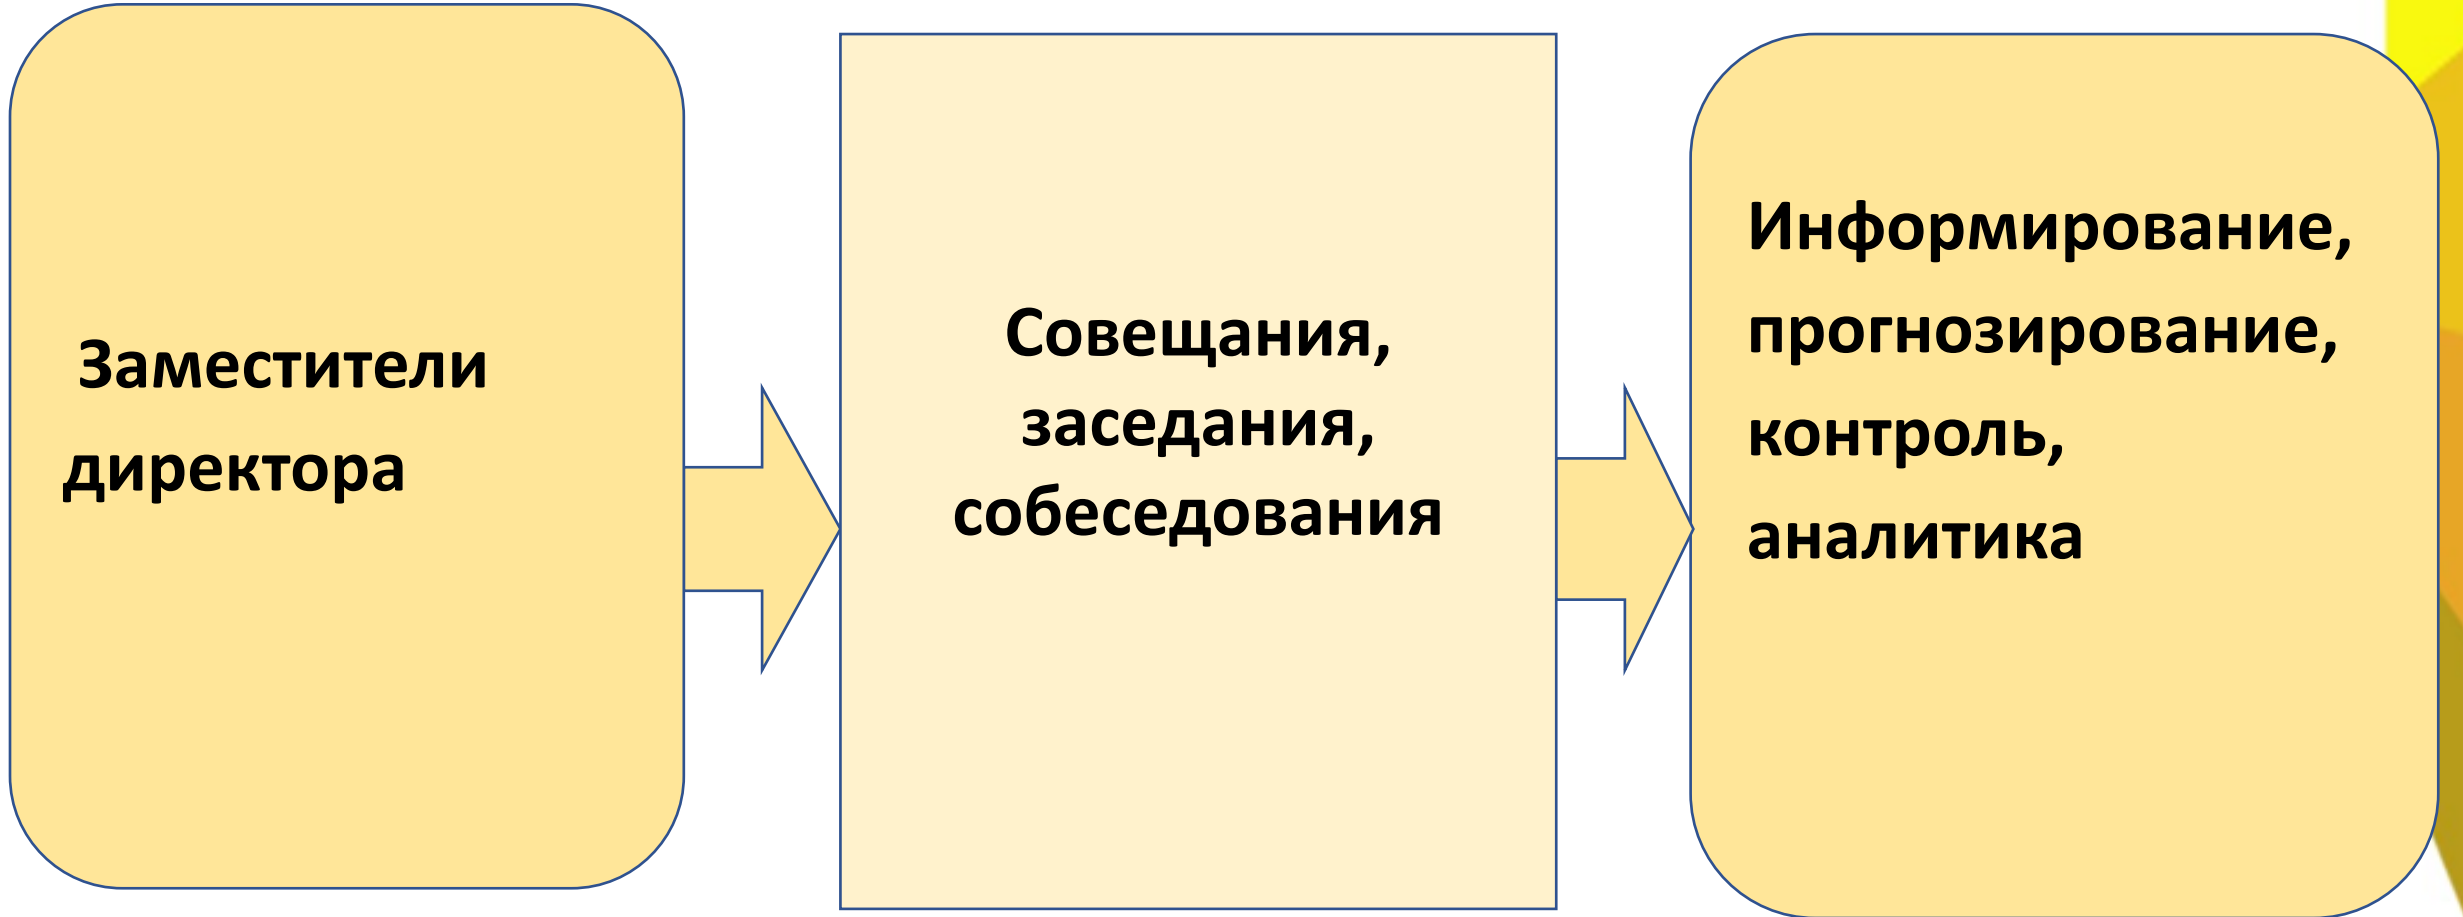 Заместители
директора
Совещания,
заседания,
собеседования
Информирование,
прогнозирование,
контроль,
аналитика